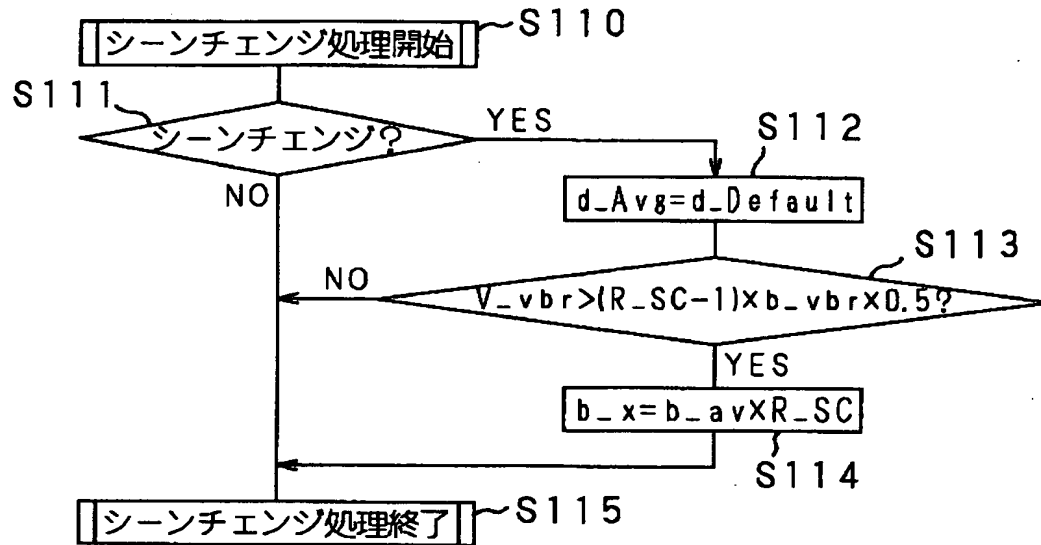 シーンチェンジ処理開始
S110
S111
シーンチェンジ?
YES
NO
S112
d_Avg=d_Default
S113
V_vbr>(R_SC-1)×b_vbr×0.5?
NO
YES
b_x=b_av×R_SC
S114
シーンチェンジ処理終了
S115